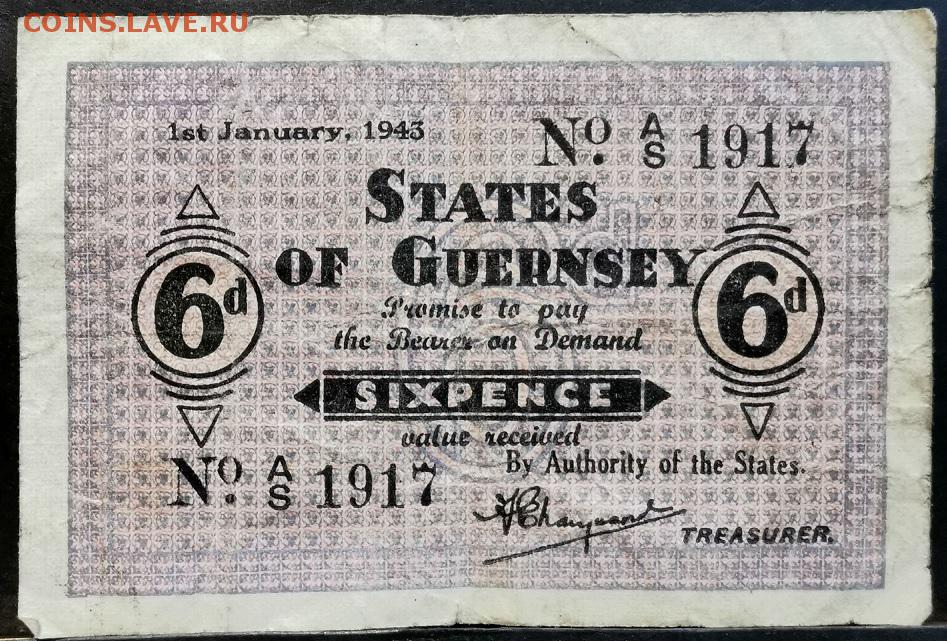 COINS.LAVE.RU
1st January, 1943
No. A/S 1917
STATES
OF GUERNSEY
6d
6d
Promise to pay
the Bearer on Demand
SIXPENCE
value received
By Authority of the States.
No. A/S 1917
TREASURER.